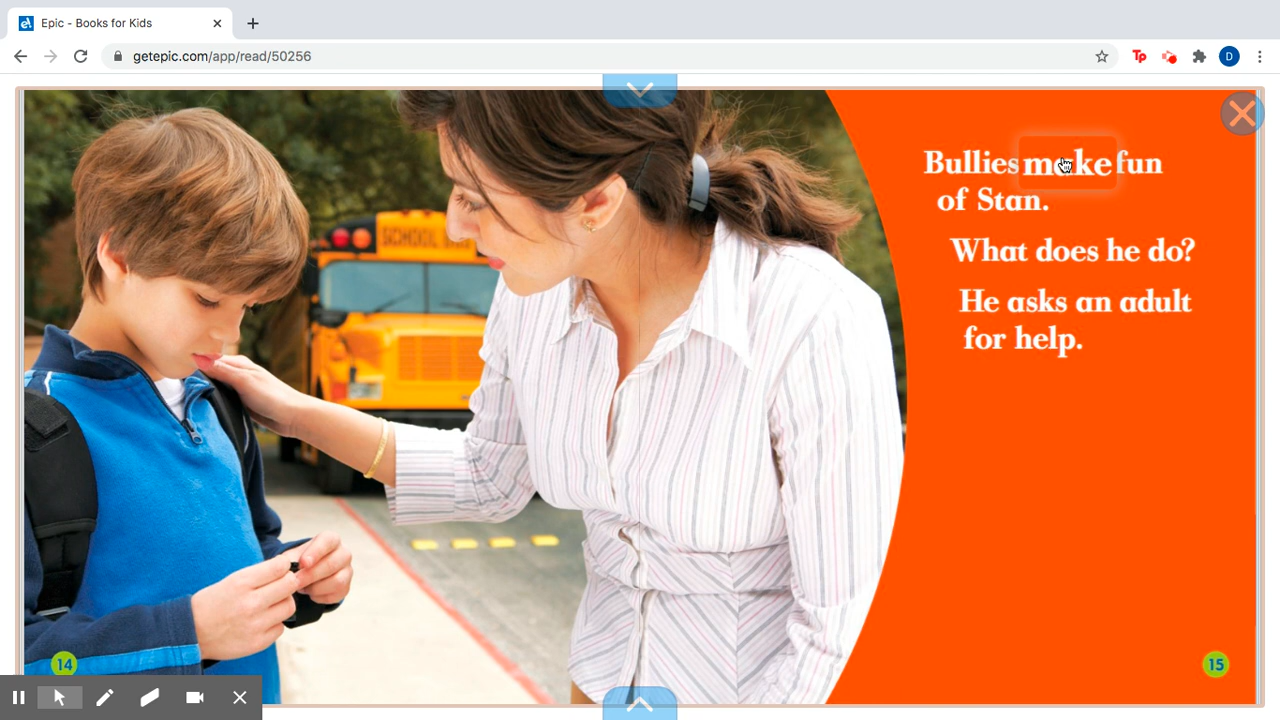 Epic - Books for Kids
getepic.com/app/read/50256
Tp
D
SCHOOL
Bullies make fun
of Stan.
What does he do?
He asks an adult
for help.
14
15